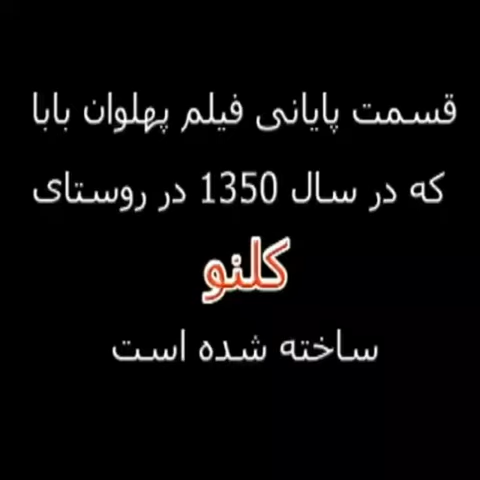 قسمت پایانی فیلم پهلوان بابا
که در سال 1350 در روستای
کلنو
ساخته شده است